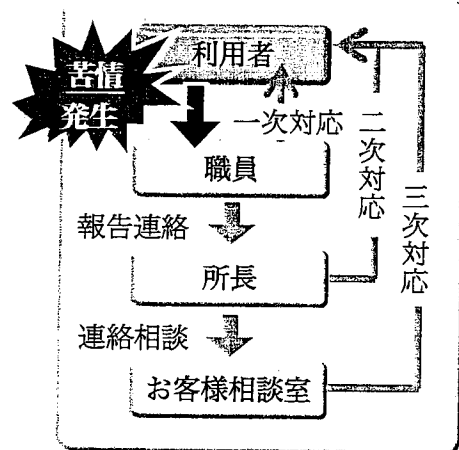 苦情
発生
利用者
一次対応
二次対応
三次対応
職員
報告連絡
所長
連絡相談
お客様相談室